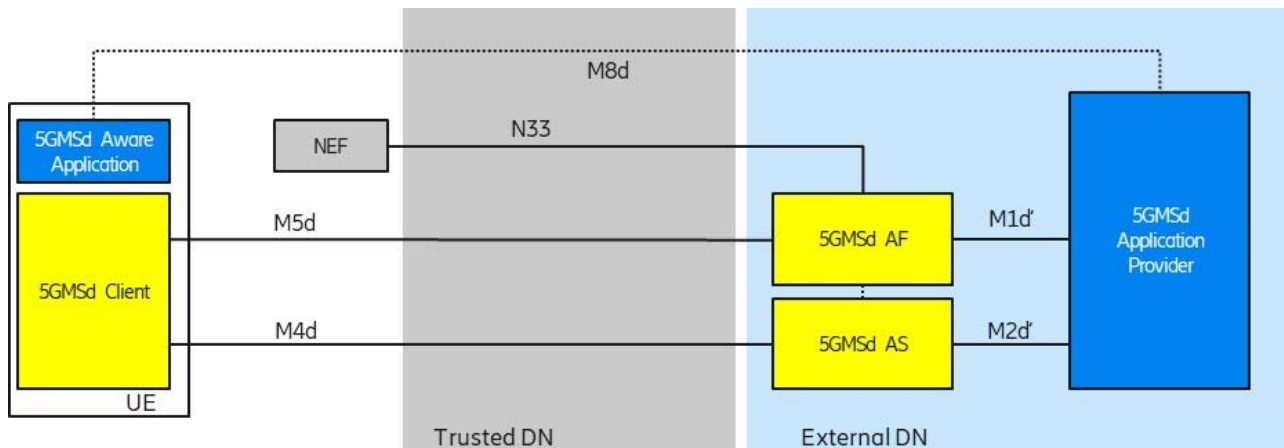 M8d
5GMSd Aware
Application
NEF
N33
M5d
5GMSd AF
M1d'
5GMSd
Application
Provider
5GMSd Client
M4d
5GMSd AS
M2d'
UE
Trusted DN
External DN